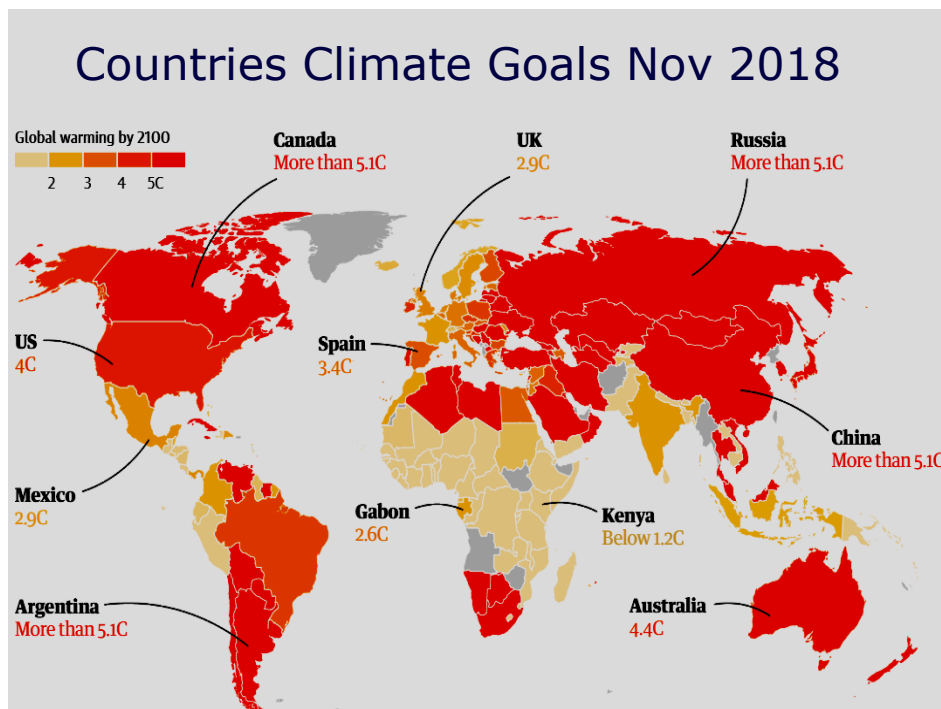 Countries Climate Goals Nov 2018
Global warming by 2100
2 3 4 5C
Canada
More than 5.1C
UK
2.9C
Russia
More than 5.1C
US
4C
Spain
3.4C
China
More than 5.1C
Mexico
2.9C
Gabon
2.6C
Kenya
Below 1.2C
Argentina
More than 5.1C
Australia
4.4C